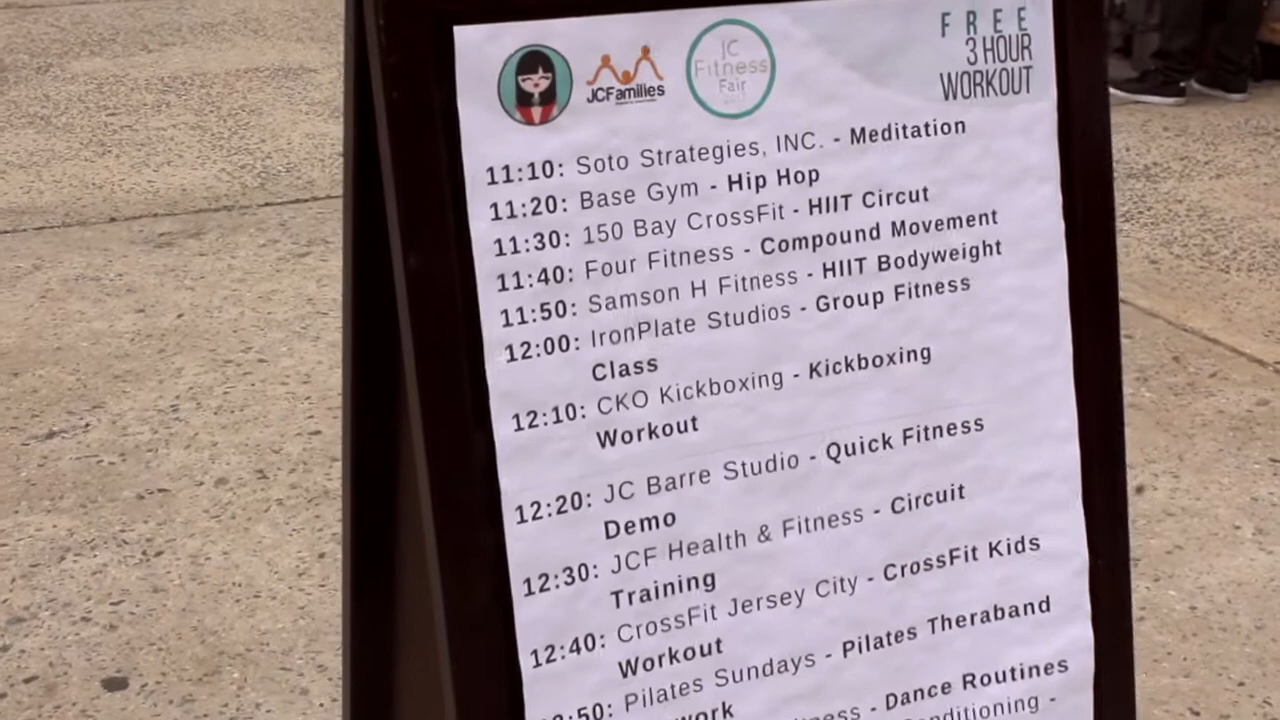 JCFamilies
JC
Fitness
Fair
FREE
3 HOUR
WORKOUT
11:10: Soto Strategies, INC. - Meditation
11:20: Base Gym - Hip Hop
11:30: 150 Bay CrossFit - HIIT Circut
11:40: Four Fitness - Compound Movement
11:50: Samson H Fitness - HIIT Bodyweight
12:00: IronPlate Studios - Group Fitness
Class
12:10: CKO Kickboxing - Kickboxing
Workout
12:20: JC Barre Studio - Quick Fitness
Demo
12:30: JCF Health & Fitness - Circuit
Training
12:40: CrossFit Jersey City - CrossFit Kids
Workout
:50: Pilates Sundays - Pilates Theraband
work
- Dance Routines